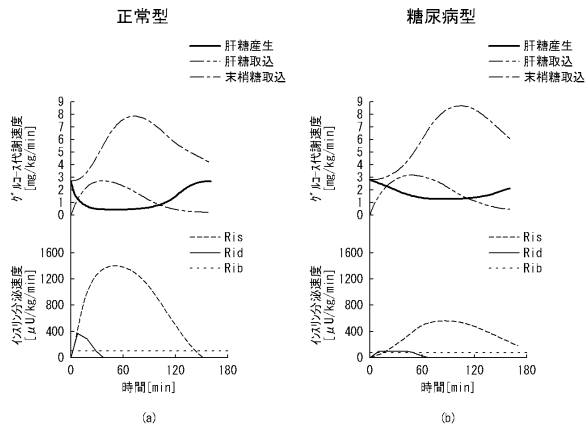 正常型
肝糖産生
肝糖取込
末梢糖取込
ｸﾞﾙｺｰｽ代謝速度
[mg/kg/min]
9
8
7
6
5
4
3
2
1
0
Ris
Rid
Rib
ｲﾝｽﾘﾝ分泌速度
[μU/kg/min]
1600
1200
800
400
0
0
60
120
180
時間[min]
(a)
糖尿病型
肝糖産生
肝糖取込
末梢糖取込
ｸﾞﾙｺｰｽ代謝速度
[mg/kg/min]
9
8
7
6
5
4
3
2
1
0
Ris
Rid
Rib
ｲﾝｽﾘﾝ分泌速度
[μU/kg/min]
1600
1200
800
400
0
0
60
120
180
時間[min]
(b)